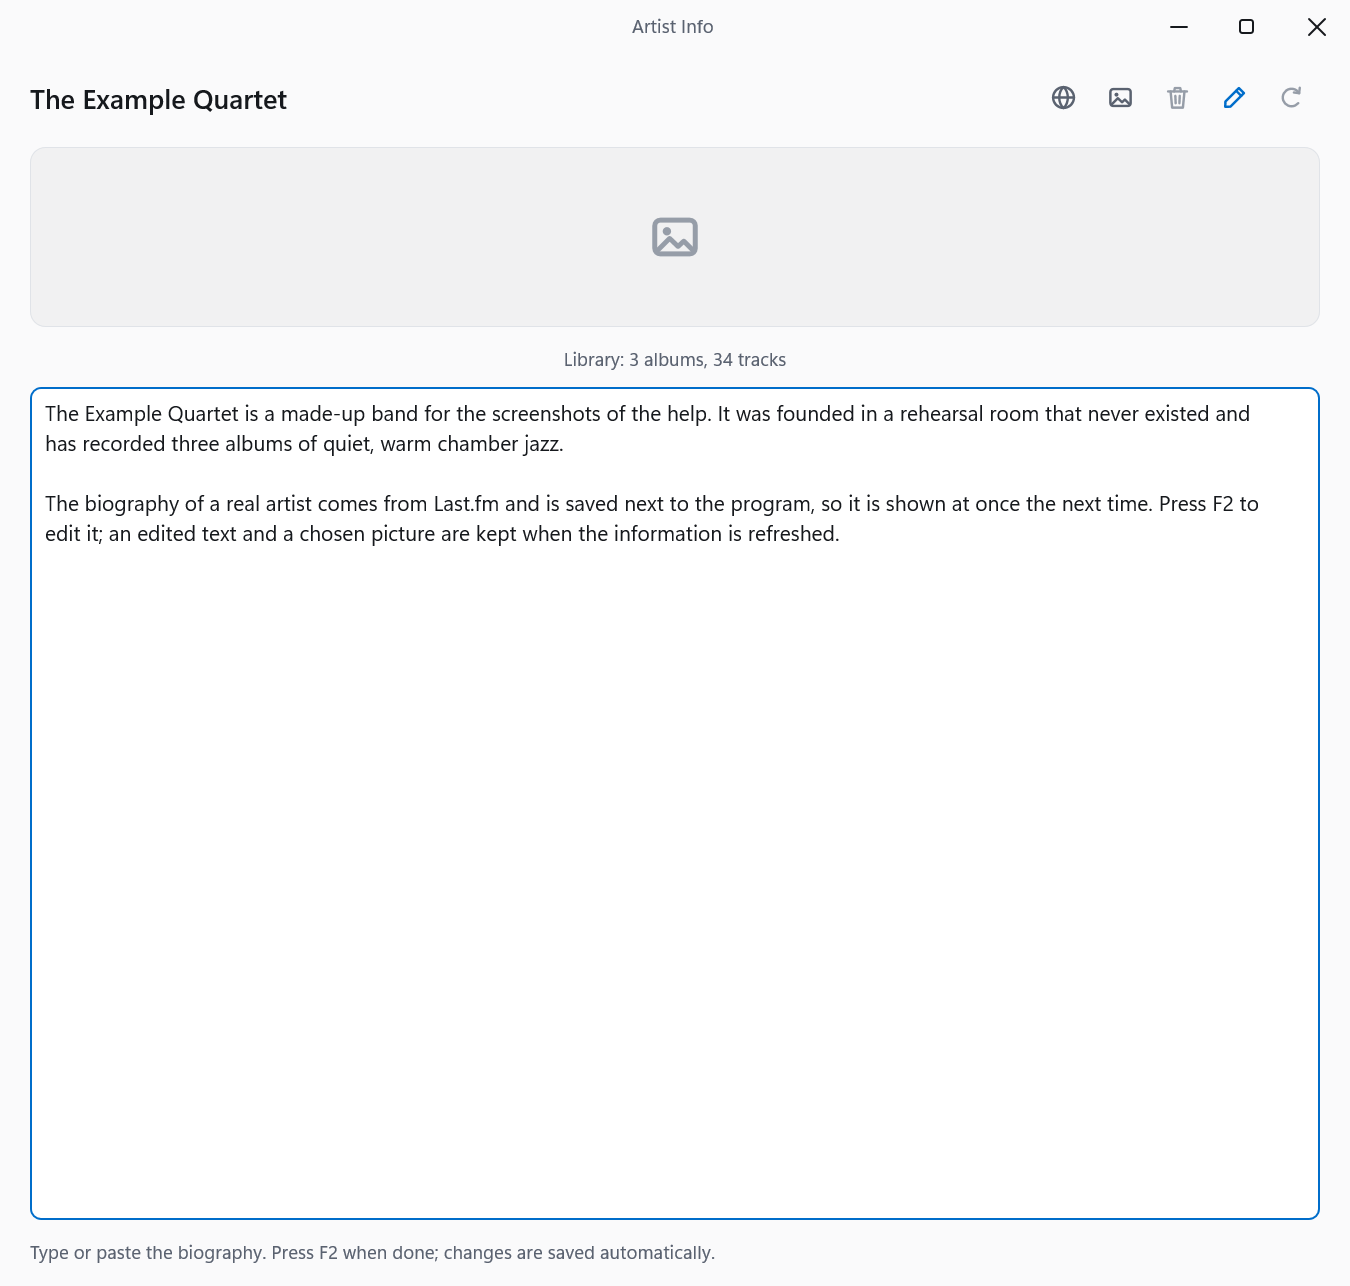 Artist Info
The Example Quartet
Library: 3 albums, 34 tracks
The Example Quartet is a made-up band for the screenshots of the help. It was founded in a rehearsal room that never existed and
has recorded three albums of quiet, warm chamber jazz.
The biography of a real artist comes from Last.fm and is saved next to the program, so it is shown at once the next time. Press F2 to
edit it; an edited text and a chosen picture are kept when the information is refreshed.
Type or paste the biography. Press F2 when done; changes are saved automatically.